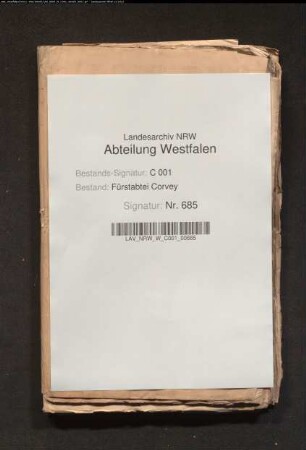 Landesarchiv NRW
Abteilung Westfalen
Bestands-Signatur: C 001
Bestand: Fürstabtei Corvey
Signatur: Nr. 685
LAV_NRW_W_C001_00685